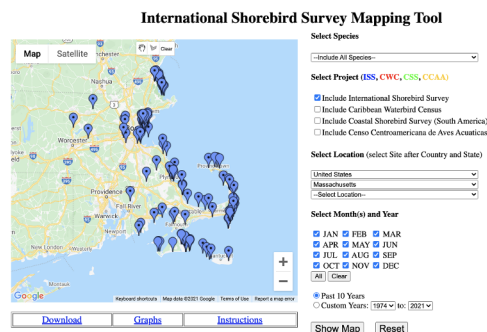 International Shorebird Survey Mapping Tool
Map
Satellite
Clear
Nashua
Worcester
Providence
Fall River
Warwick
Newport
New London
Montauk
Google
Keyboard shortcuts
Map data ©2021 Google
Terms of Use
Report a map error
Download
Graphs
Instructions
Select Species
--Include All Species--
Select Project (ISS, CWC, CSS, CCAA)
Include International Shorebird Survey
Include Caribbean Waterbird Census
Include Coastal Shorebird Survey (South America)
Include Censo Centroamericana de Aves Acuaticas
Select Location (select Site after Country and State)
United States
Massachusetts
--Select Location--
Select Month(s) and Year
JAN FEB MAR
APR MAY JUN
JUL AUG SEP
OCT NOV DEC
All Clear
Past 10 Years
Custom Years: 1974 to: 2021
Show Map Reset